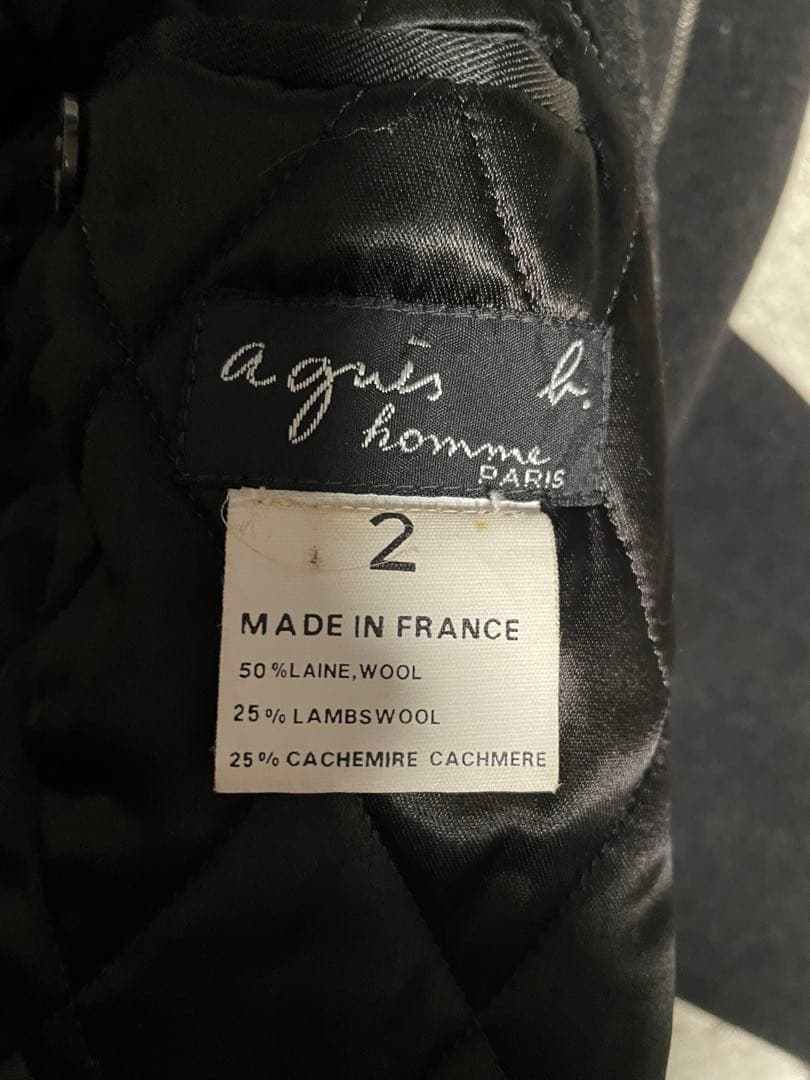 agnès b.
homme
PARIS
2
MADE IN FRANCE
50%LAINE,WOOL
25% LAMBSWOOL
25% CACHEMIRE CACHMERE